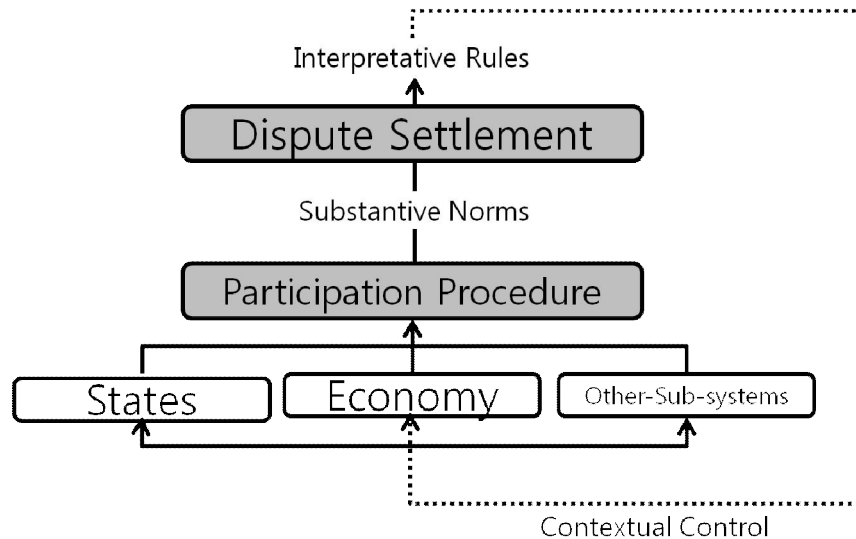 Interpretative Rules
Dispute Settlement
Substantive Norms
Participation Procedure
States
Economy
Other-Sub-systems
Contextual Control